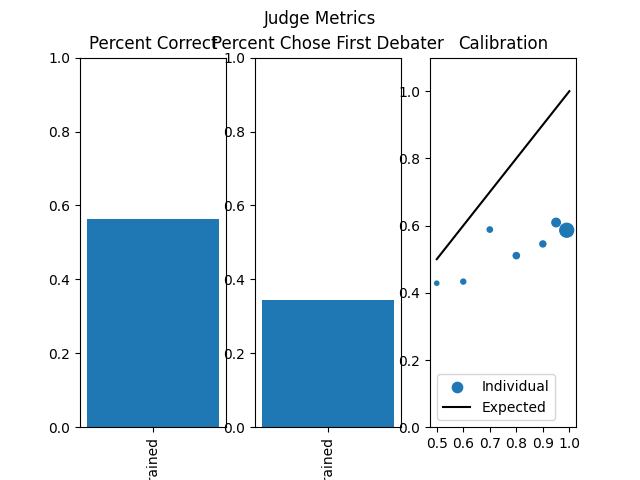 Judge Metrics
Percent Correct
Percent Chose First Debater
Calibration
1.0
0.8
0.6
0.4
0.2
0.0
rained
1.0
0.8
0.6
0.4
0.2
0.0
rained
1.0
0.8
0.6
0.4
0.2
0.0
Individual
Expected
0.5 0.6 0.7 0.8 0.9 1.0